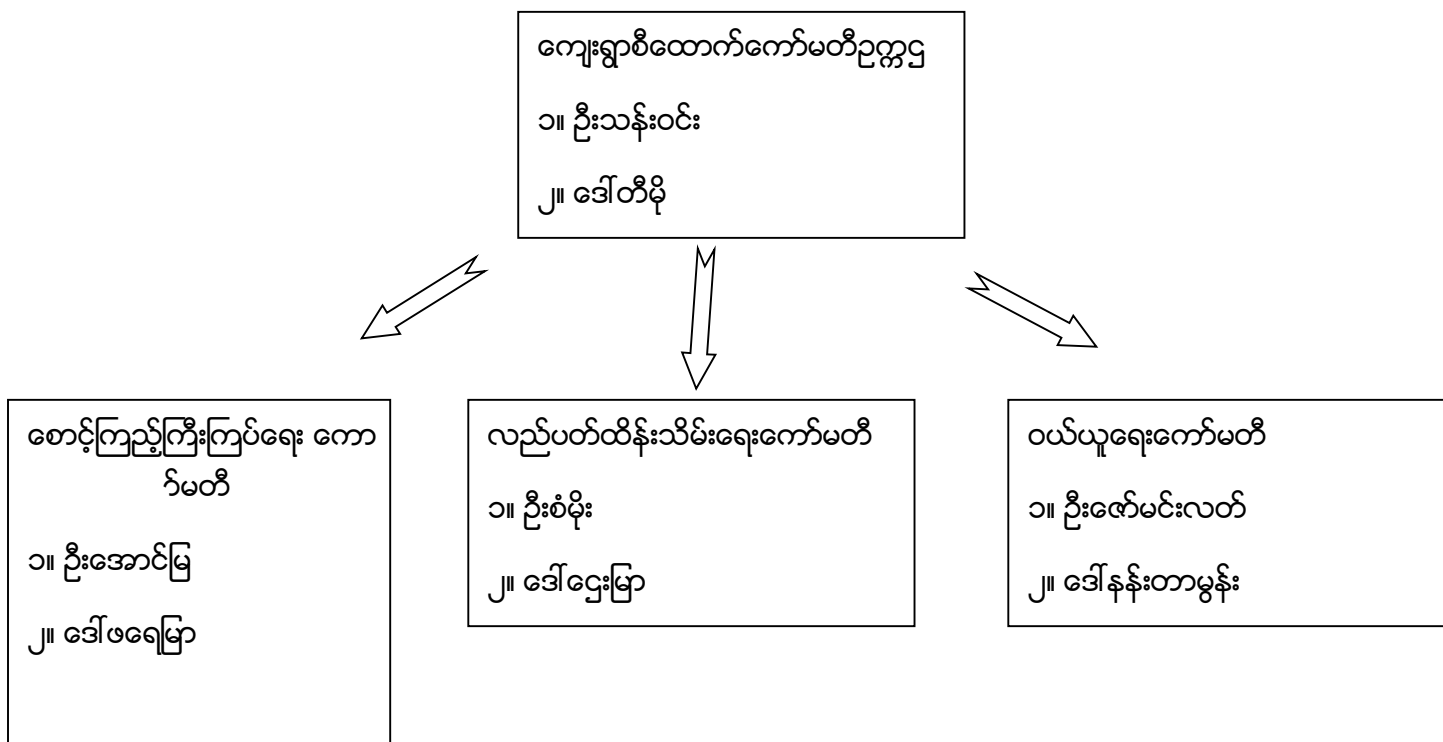 ကျေးရွာစီထောက်ကော်မတီဥက္ကဌ
၁။ ဦးသန်းဝင်း
၂။ ဒေါ်တီမို
စောင့်ကြည့်ကြီးကြပ်ရေး ကော
်မတီ
၁။ ဦးအောင်မြ
၂။ ဒေါ်ဖရေမြာ
လည်ပတ်ထိန်းသိမ်းရေးကော်မတီ
၁။ ဦးစံမိုး
၂။ ဒေါ်ဌေးမြာ
ဝယ်ယူရေးကော်မတီ
၁။ ဦးဇော်မင်းလတ်
၂။ ဒေါ်နန်းတာမွန်း